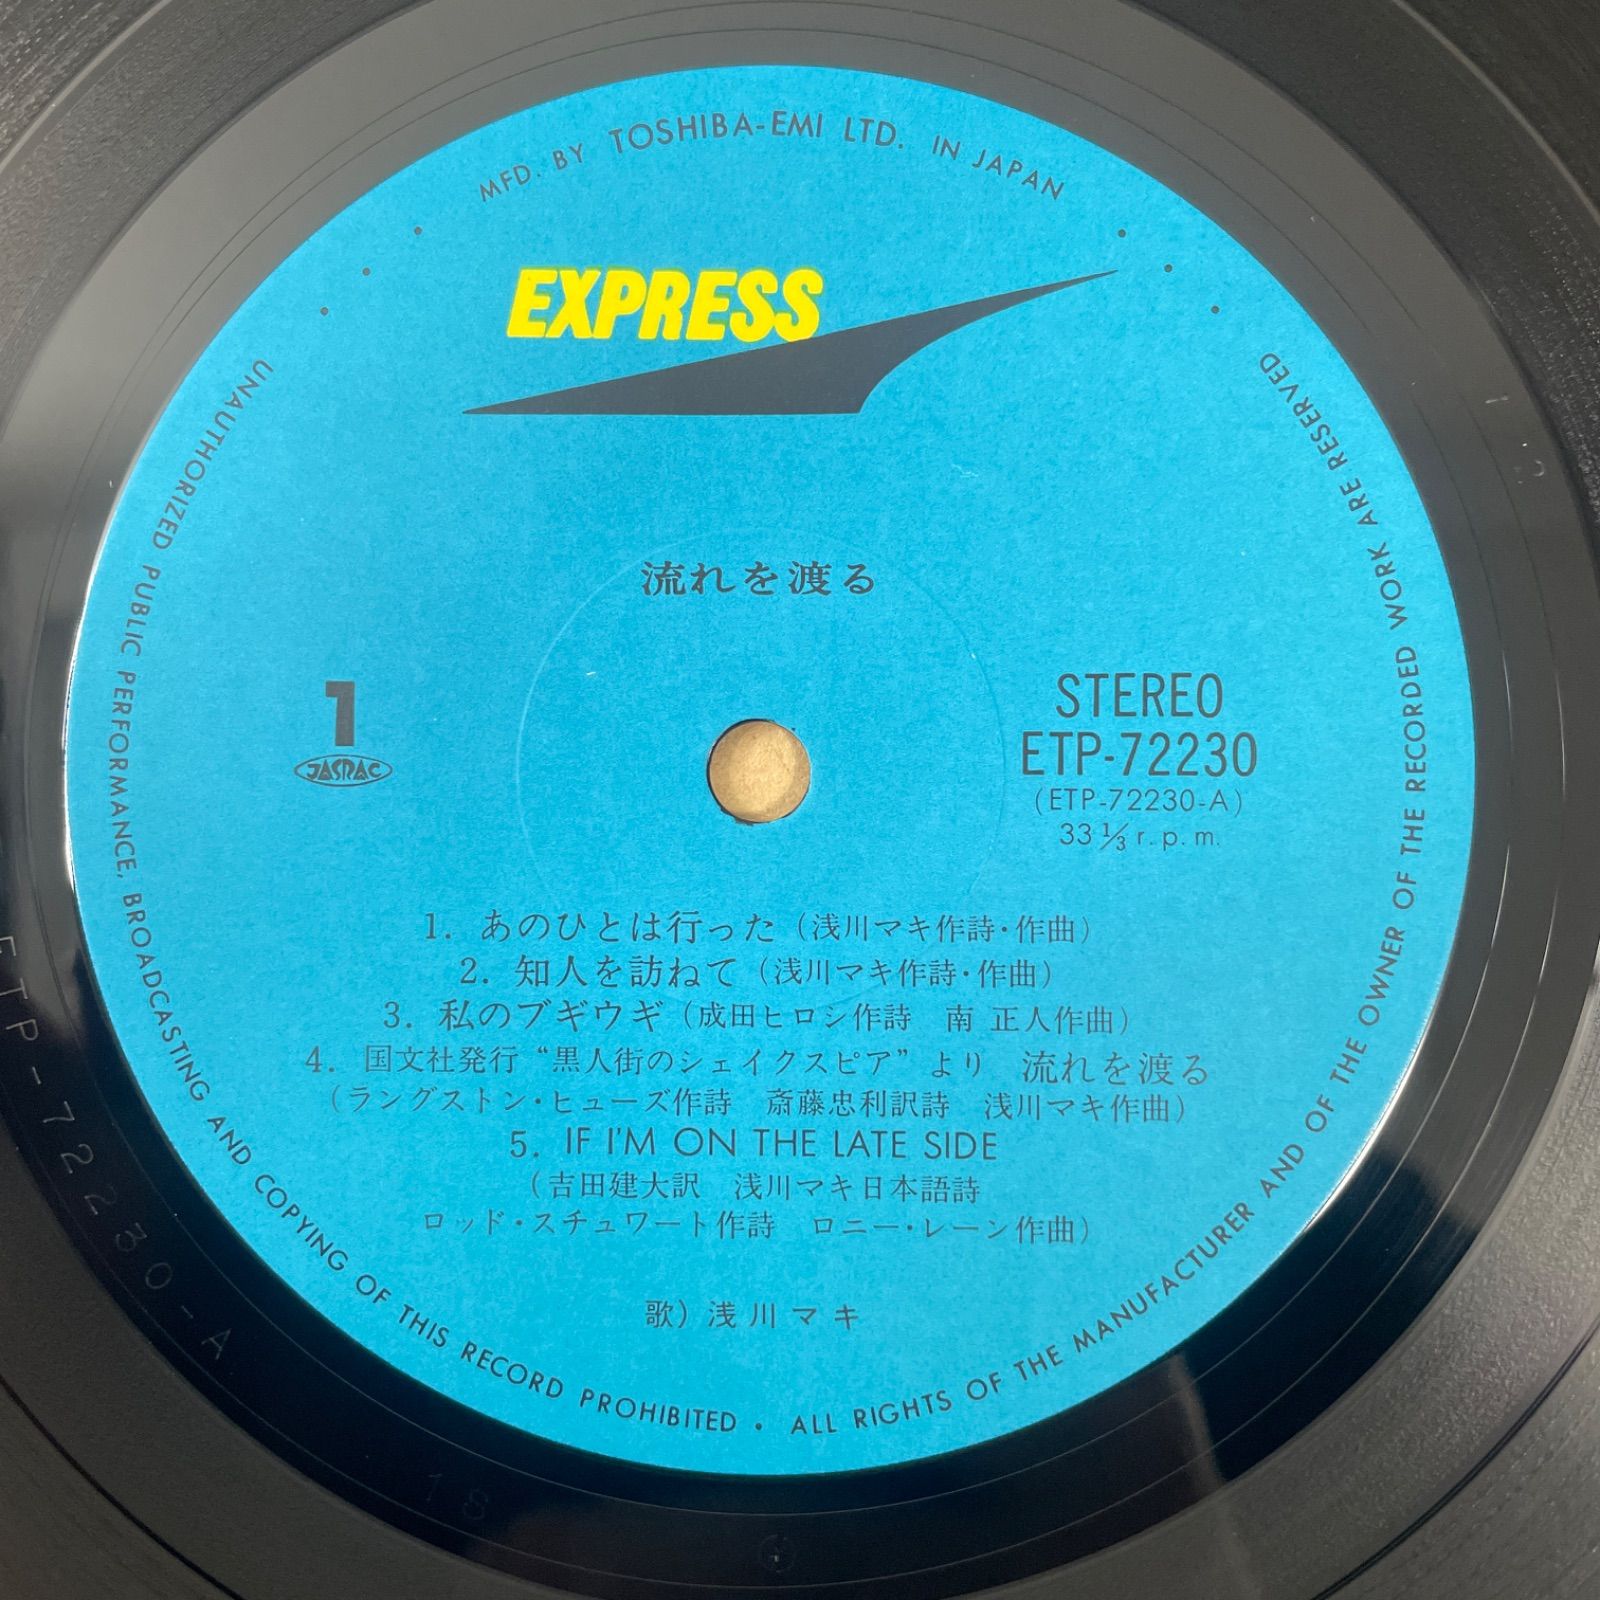 MFD. BY TOSHIBA-EMI LTD. IN JAPAN
EXPRESS
流れを渡る
1
JASRAC
STEREO
ETP-72230
(ETP-72230-A)
33 1/3 r.p.m.
1. あのひとは行った (浅川マキ作詩・作曲)
2. 知人を訪ねて (浅川マキ作詩・作曲)
3. 私のブギウギ (成田ヒロシ作詩 南 正人作曲)
4. 国文社発行 “黒人街のシェイクスピア” より 流れを渡る
(ラングストン・ヒューズ作詩 斎藤忠利訳詩 浅川マキ作曲)
5. IF I'M ON THE LATE SIDE
(吉田建大訳 浅川マキ日本語詩
ロッド・スチュワート作詩 ロニー・レーン作曲)
歌) 浅川マキ
UNAUTHORIZED PUBLIC PERFORMANCE, BROADCASTING AND COPYING OF THIS RECORD PROHIBITED • ALL RIGHTS OF THE MANUFACTURER AND OF THE OWNER OF THE RECORDED WORK ARE RESERVED
ETP-72230-A
1S